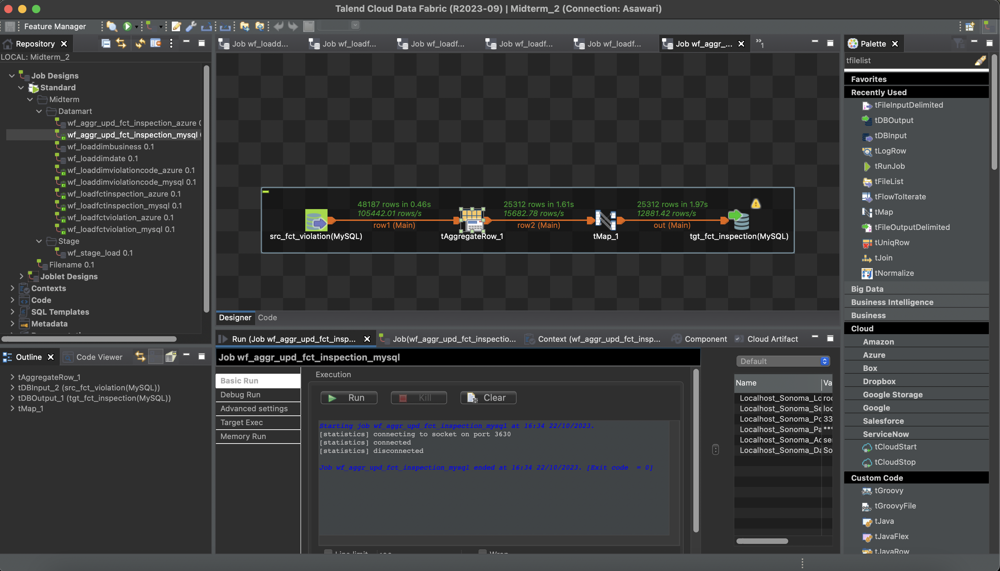 Talend Cloud Data Fabric (R2023-09) | Midterm_2 (Connection: Asawari)
Feature Manager
Repository
LOCAL: Midterm_2
Job Designs
Standard
Midterm
Datamart
wf_aggr_upd_fct_inspection_azure
wf_aggr_upd_fct_inspection_mysql
wf_loaddimbusiness 0.1
wf_loaddimdate 0.1
wf_loaddimviolationcode_azure 0.1
wf_loaddimviolationcode_mysql 0.1
wf_loadfctinspection_azure 0.1
wf_loadfctinspection_mysql 0.1
wf_loadfctviolation_azure 0.1
wf_loadfctviolation_mysql 0.1
Stage
wf_stage_load 0.1
Filename 0.1
Joblet Designs
Contexts
Code
SQL Templates
Metadata
Outline
Code Viewer
tAggregateRow_1
tDBInput_2 (src_fct_violation(MySQL))
tDBOutput_1 (tgt_fct_inspection(MySQL))
tMap_1
Job wf_loadd...
Job wf_loadf...
Job wf_loadf...
Job wf_loadf...
Job wf_loadf...
Job wf_aggr_...
»1
48187 rows in 0.46s
105442.01 rows/s
row1 (Main)
25312 rows in 1.61s
15682.78 rows/s
row2 (Main)
25312 rows in 1.97s
12881.42 rows/s
out (Main)
src_fct_violation(MySQL)
tAggregateRow_1
tMap_1
tgt_fct_inspection(MySQL)
Designer
Code
Run (Job wf_aggr_upd_fct_insp...
Job(wf_aggr_upd_fct_inspectio...
Context (wf_aggr_upd_fct_insp...
Component
Cloud Artifact
Job wf_aggr_upd_fct_inspection_mysql
Basic Run
Debug Run
Advanced settings
Target Exec
Memory Run
Execution
Run
Kill
Clear
Starting job wf_aggr_upd_fct_inspection_mysql at 16:34 22/10/2023.
[statistics] connecting to socket on port 3630
[statistics] connected
[statistics] disconnected
Job wf_aggr_upd_fct_inspection_mysql ended at 16:34 22/10/2023. [Exit code  = 0]
Default
Name
Va
Localhost_Sonoma_Lc roc
Localhost_Sonoma_Se loc
Localhost_Sonoma_Pc 33
Localhost_Sonoma_Pa ***
Localhost_Sonoma_Ac se
Localhost_Sonoma_Da So
Palette
tfilelist
Favorites
Recently Used
tFileInputDelimited
tDBOutput
tDBInput
tLogRow
tRunJob
tFileList
tFlowToIterate
tMap
tFileOutputDelimited
tUniqRow
tJoin
tNormalize
Big Data
Business Intelligence
Business
Cloud
Amazon
Azure
Box
Dropbox
Google Storage
Google
Salesforce
ServiceNow
tCloudStart
tCloudStop
Custom Code
tGroovy
tGroovyFile
tJava
tJavaFlex
tJavaRow